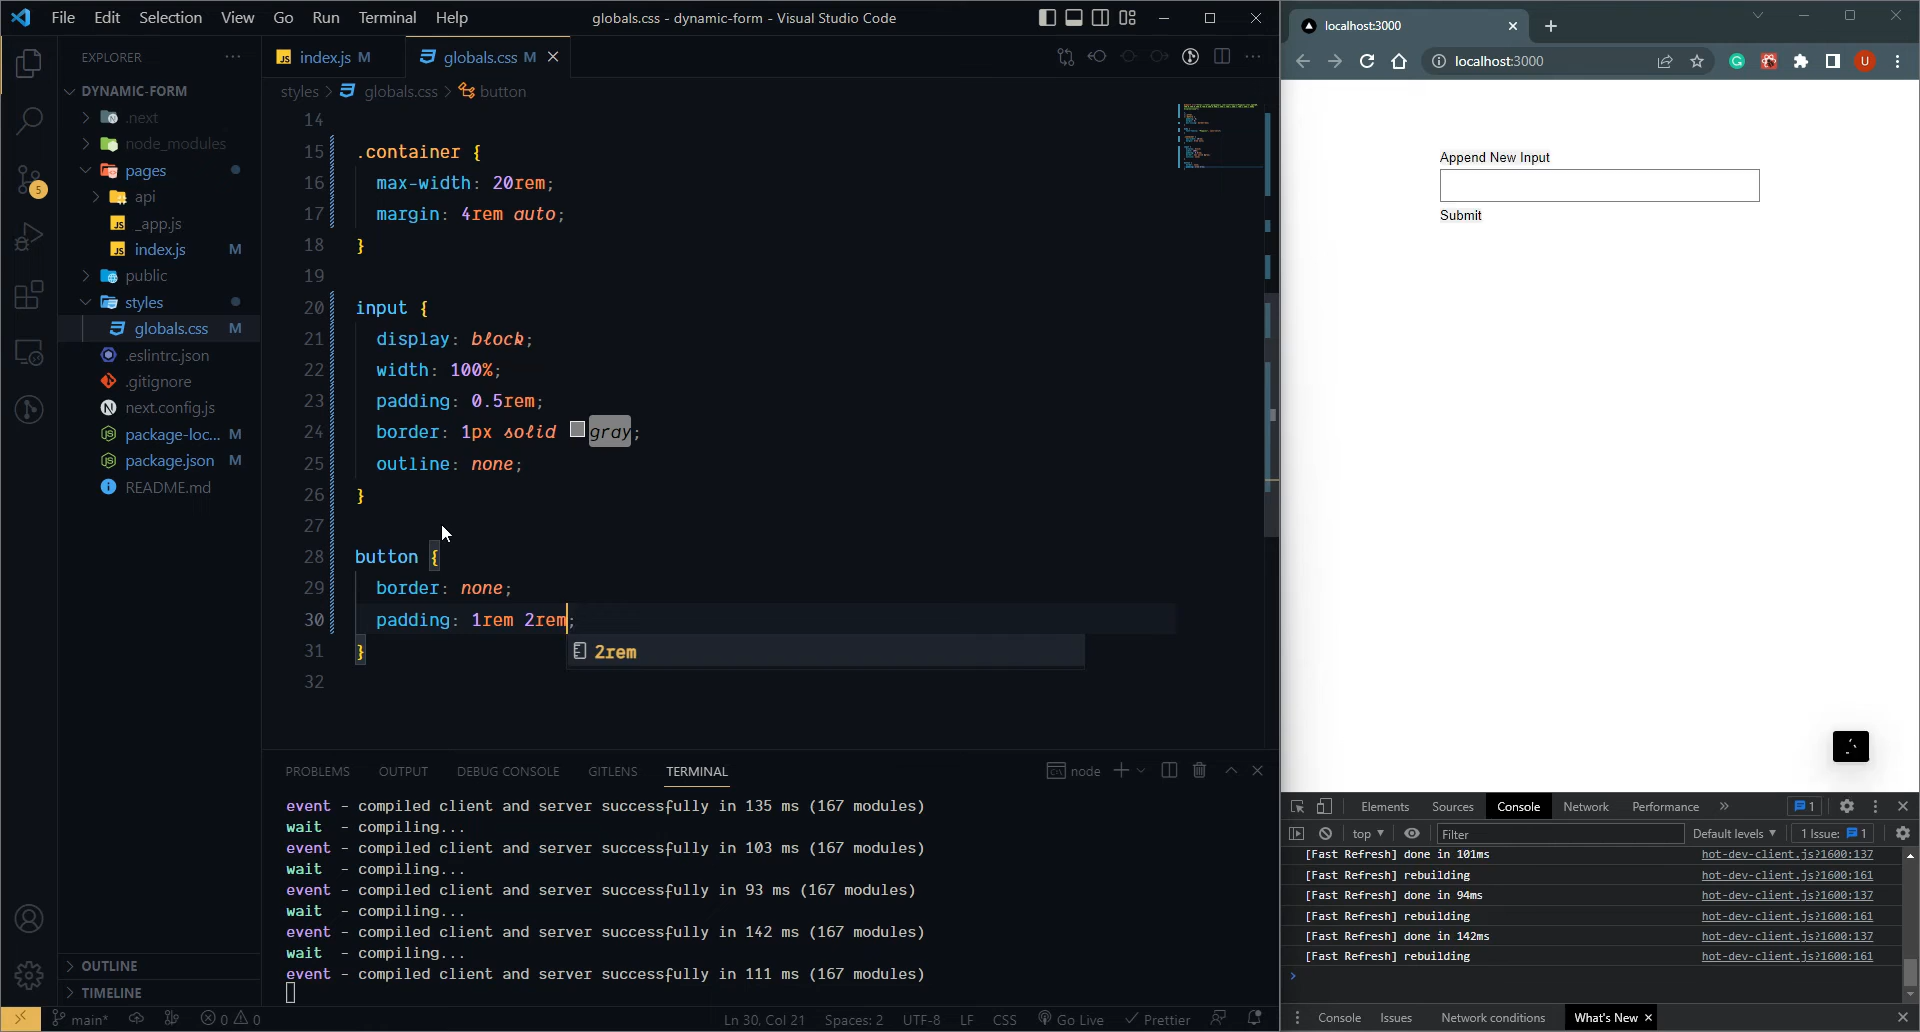 File Edit Selection View Go Run Terminal Help
globals.css - dynamic-form - Visual Studio Code
EXPLORER
DYNAMIC-FORM
.next
node_modules
pages
api
_app.js
index.js M
public
styles
globals.css M
.eslintrc.json
.gitignore
next.config.js
package-loc... M
package.json M
README.md
OUTLINE
TIMELINE
5
index.js M
globals.css M
styles > globals.css > button
14
15 .container {
16 max-width: 20rem;
17 margin: 4rem auto;
18 }
19
20 input {
21 display: block;
22 width: 100%;
23 padding: 0.5rem;
24 border: 1px solid gray;
25 outline: none;
26 }
27
28 button {
29 border: none;
30 padding: 1rem 2rem;
2rem
31 }
32
PROBLEMS OUTPUT DEBUG CONSOLE GITLENS TERMINAL
node
event - compiled client and server successfully in 135 ms (167 modules)
wait - compiling...
event - compiled client and server successfully in 103 ms (167 modules)
wait - compiling...
event - compiled client and server successfully in 93 ms (167 modules)
wait - compiling...
event - compiled client and server successfully in 142 ms (167 modules)
wait - compiling...
event - compiled client and server successfully in 111 ms (167 modules)
main* 0 0 Ln 30, Col 21 Spaces: 2 UTF-8 LF CSS Go Live Prettier
localhost:3000
localhost:3000
U
Append New Input
Submit
Elements Sources Console Network Performance » 1
top Filter Default levels 1 Issue: 1
[Fast Refresh] done in 101ms hot-dev-client.js?1600:137
[Fast Refresh] rebuilding hot-dev-client.js?1600:161
[Fast Refresh] done in 94ms hot-dev-client.js?1600:137
[Fast Refresh] rebuilding hot-dev-client.js?1600:161
[Fast Refresh] done in 142ms hot-dev-client.js?1600:137
[Fast Refresh] rebuilding hot-dev-client.js?1600:161
Console Issues Network conditions What's New